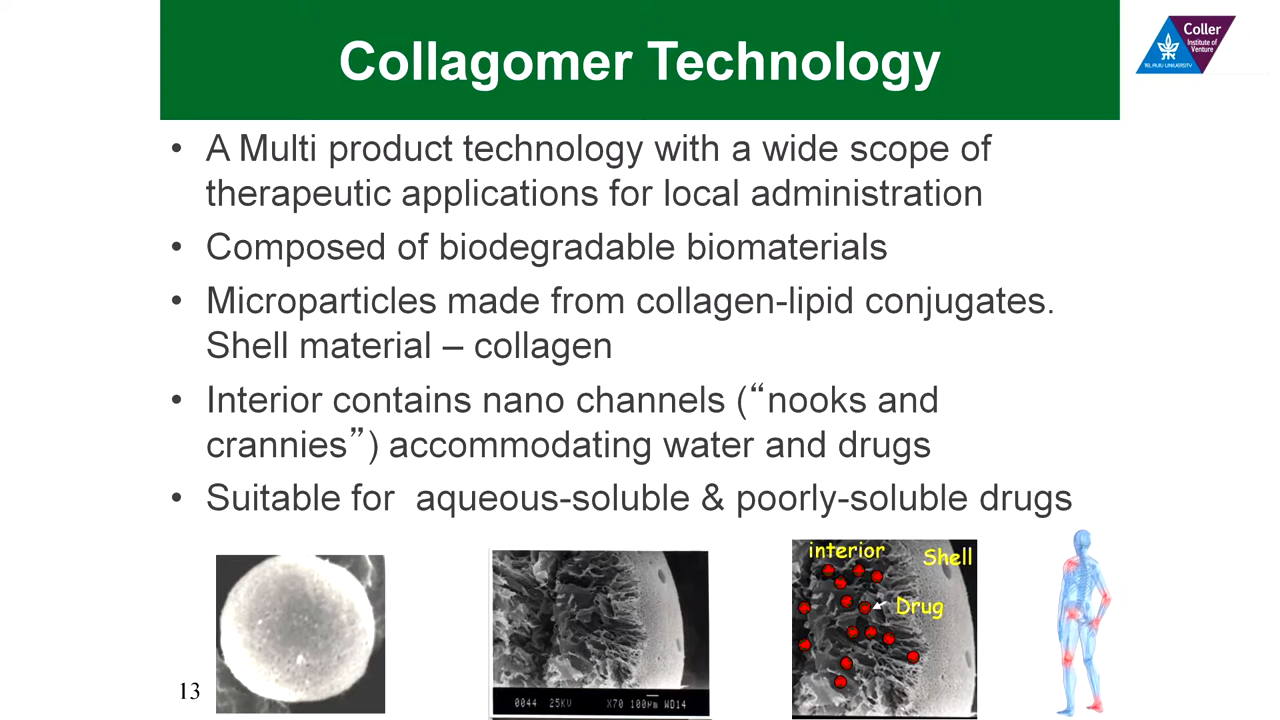 Collagomer Technology
Coller
Institute of
Venture
TEL AVIV UNIVERSITY
• A Multi product technology with a wide scope of
therapeutic applications for local administration
• Composed of biodegradable biomaterials
• Microparticles made from collagen-lipid conjugates.
Shell material – collagen
• Interior contains nano channels (“nooks and
crannies”) accommodating water and drugs
• Suitable for  aqueous-soluble & poorly-soluble drugs
interior
Shell
Drug
0044 25KV X70 100µm WD14
13